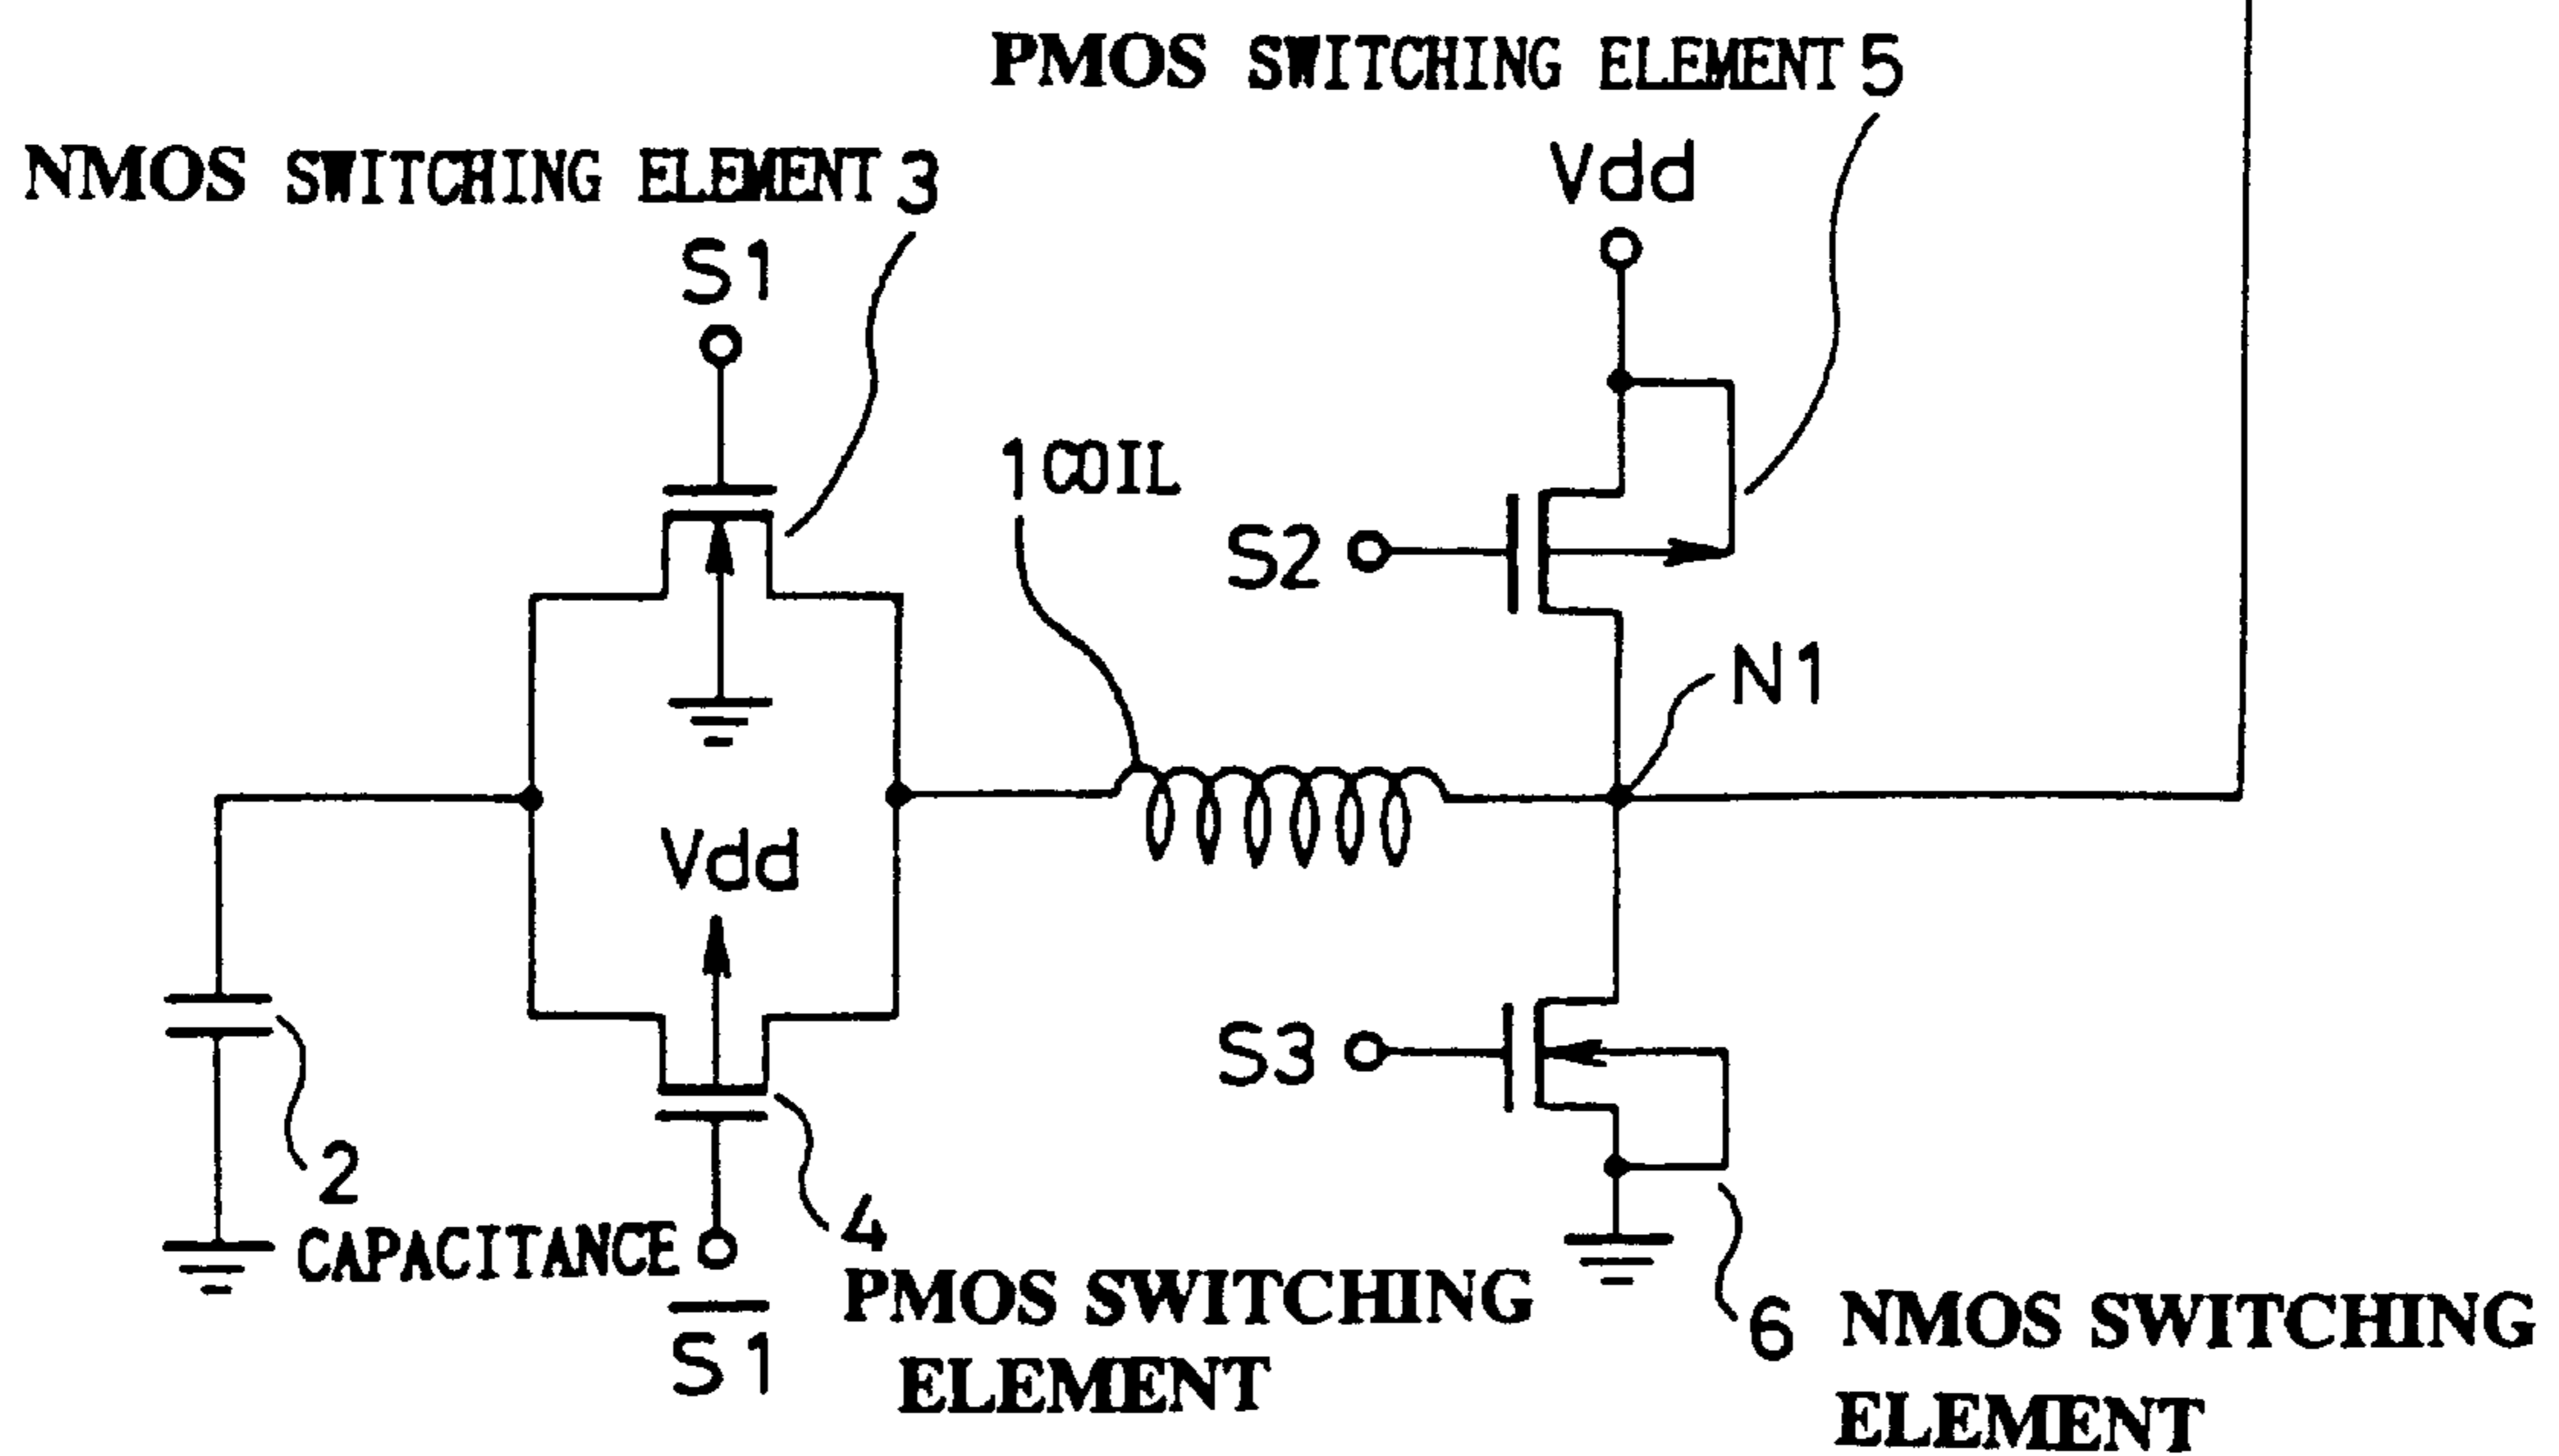 PMOS SWITCHING ELEMENT 5
NMOS SWITCHING ELEMENT 3
Vdd
S1
1 COIL
S2
N1
Vdd
S3
2
CAPACITANCE
4
PMOS SWITCHING
ELEMENT
S̅1̅
6 NMOS SWITCHING
ELEMENT